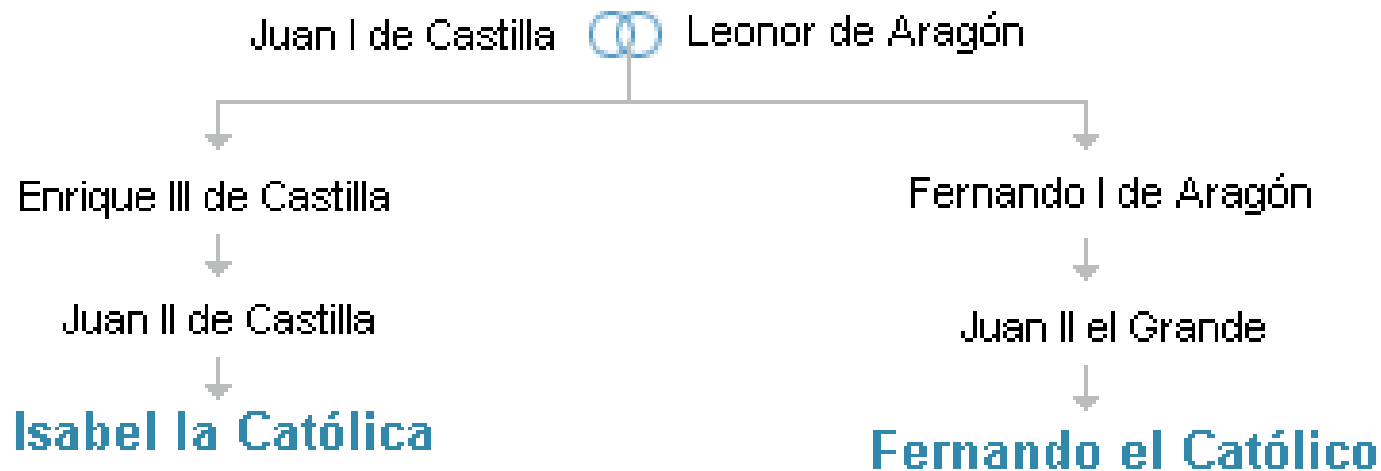 Juan I de Castilla Leonor de Aragón
Enrique III de Castilla Fernando I de Aragón
Juan II de Castilla Juan II el Grande
Isabel la Católica Fernando el Católico